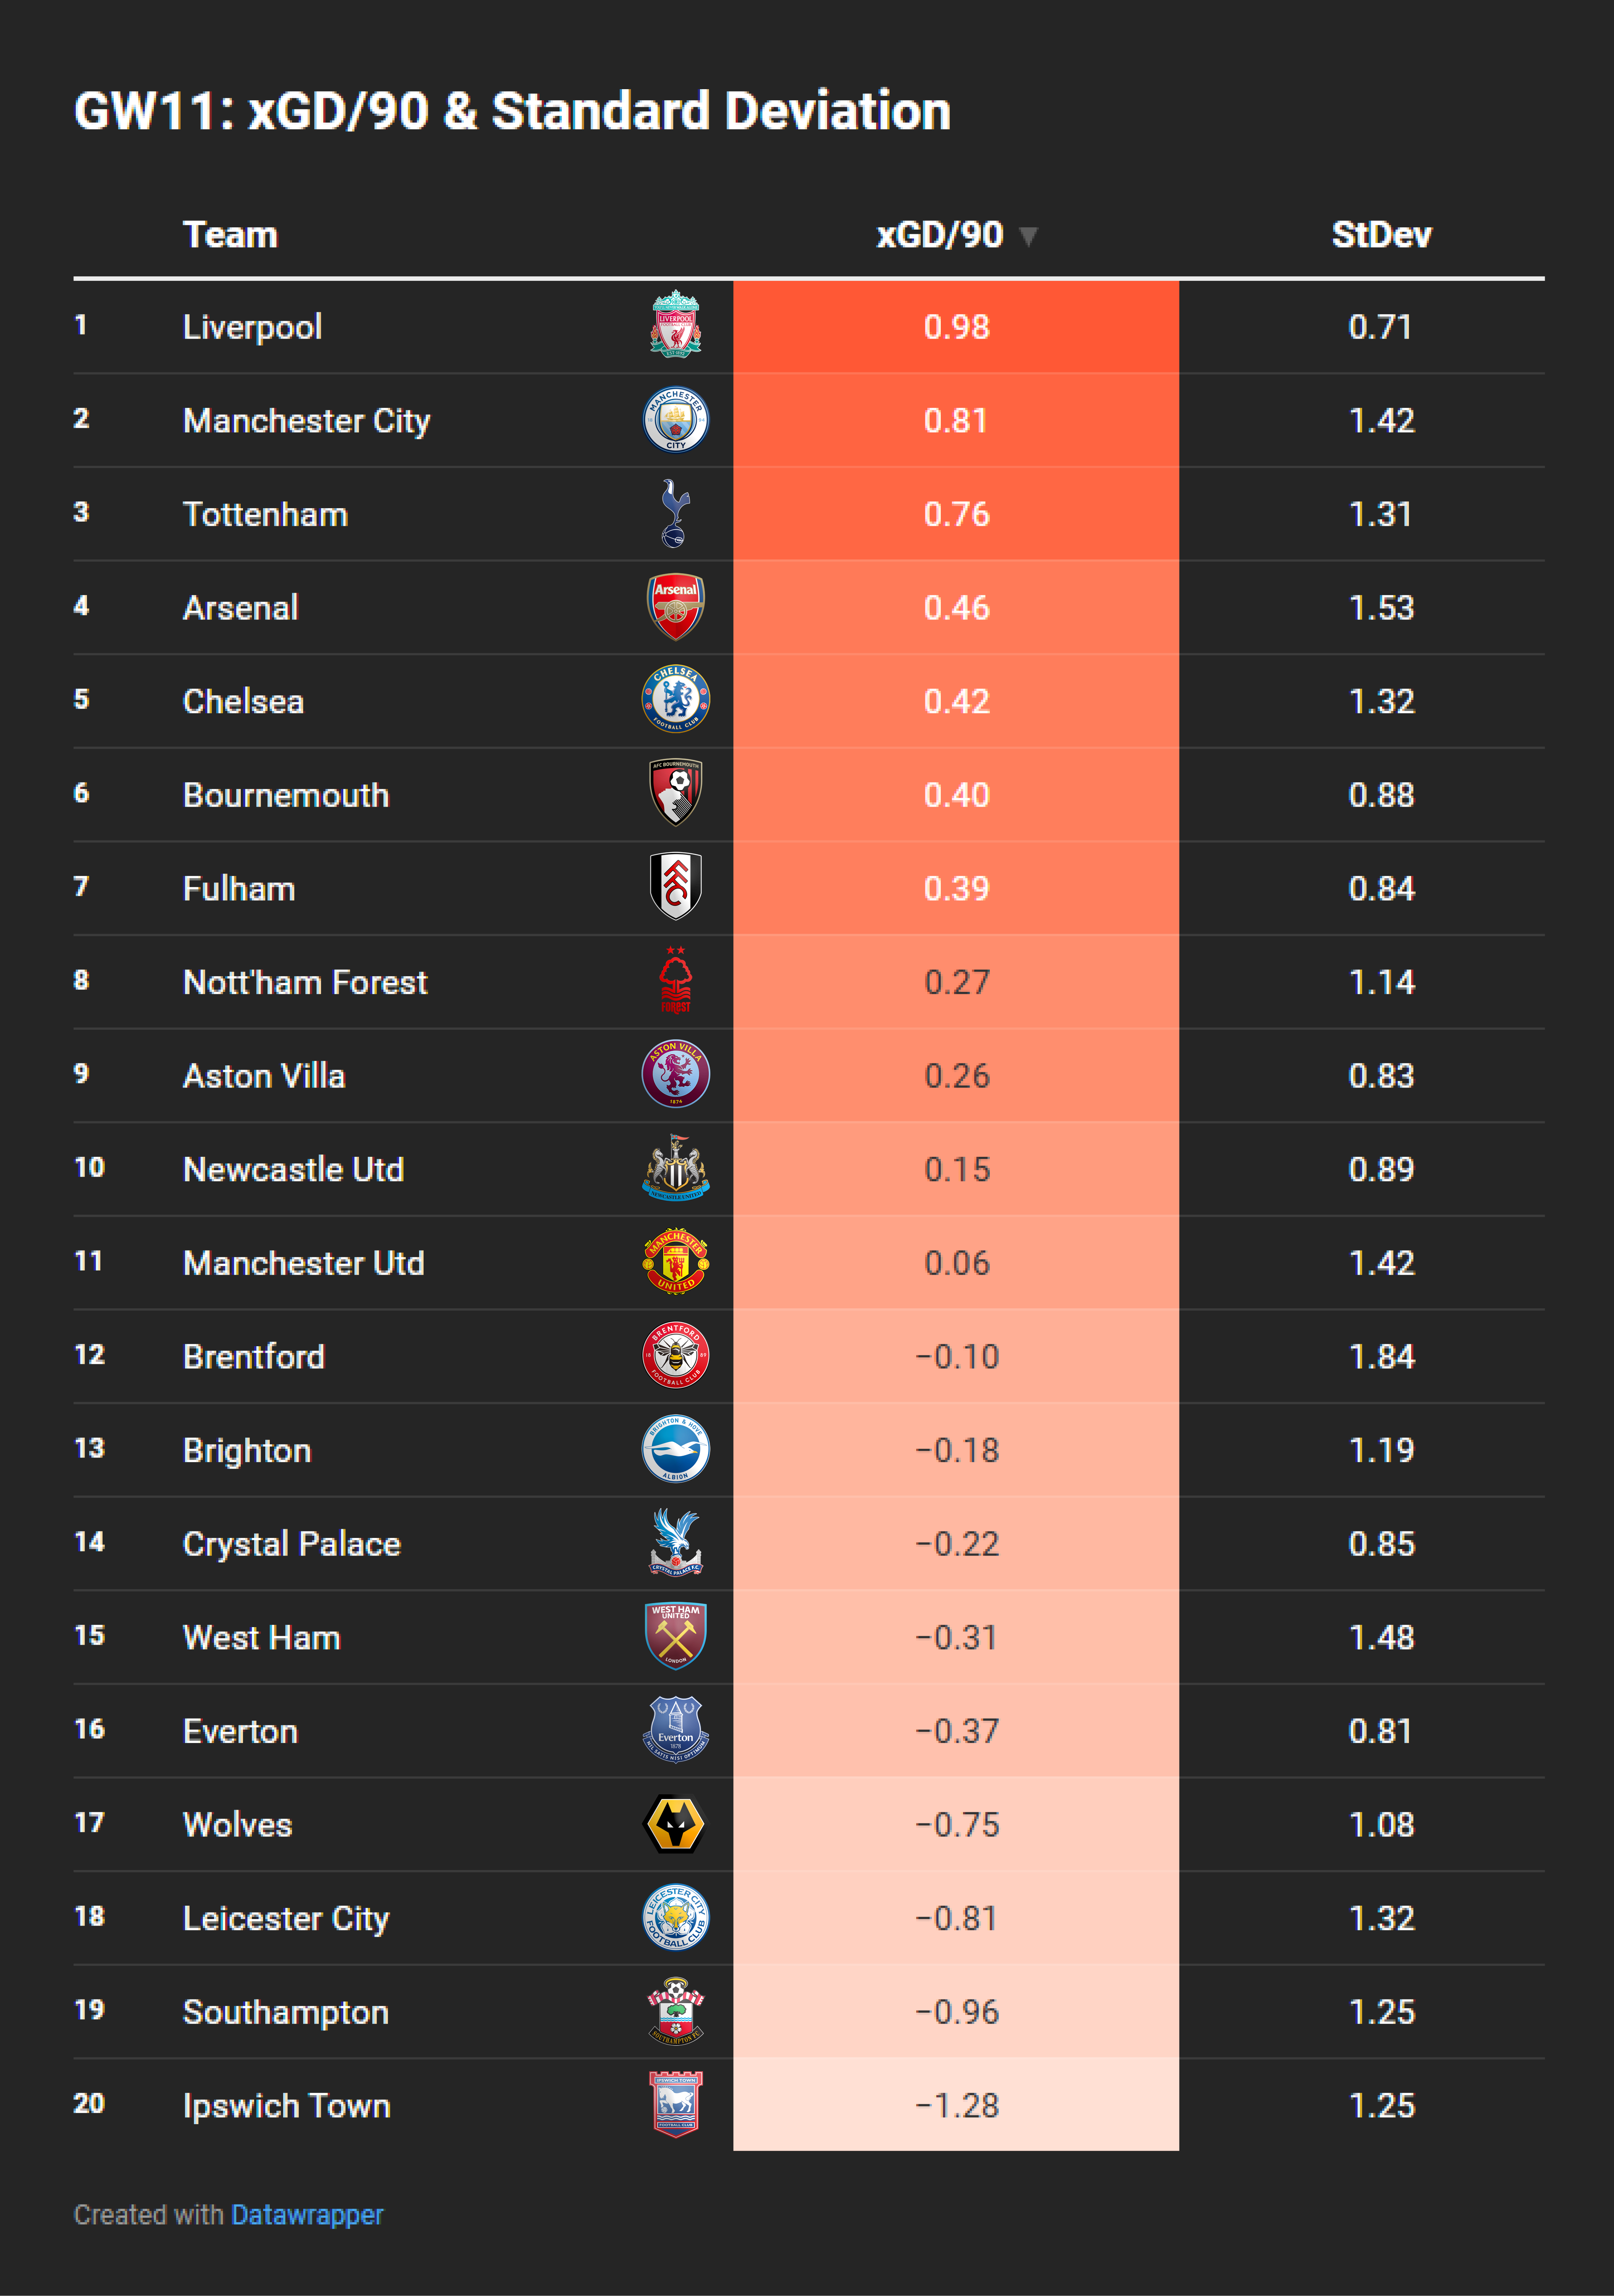 GW11: xGD/90 & Standard Deviation
Team xGD/90 ▼ StDev
1 Liverpool 0.98 0.71
2 Manchester City 0.81 1.42
3 Tottenham 0.76 1.31
4 Arsenal 0.46 1.53
5 Chelsea 0.42 1.32
6 Bournemouth 0.40 0.88
7 Fulham 0.39 0.84
8 Nott'ham Forest 0.27 1.14
9 Aston Villa 0.26 0.83
10 Newcastle Utd 0.15 0.89
11 Manchester Utd 0.06 1.42
12 Brentford −0.10 1.84
13 Brighton −0.18 1.19
14 Crystal Palace −0.22 0.85
15 West Ham −0.31 1.48
16 Everton −0.37 0.81
17 Wolves −0.75 1.08
18 Leicester City −0.81 1.32
19 Southampton −0.96 1.25
20 Ipswich Town −1.28 1.25
Created with Datawrapper